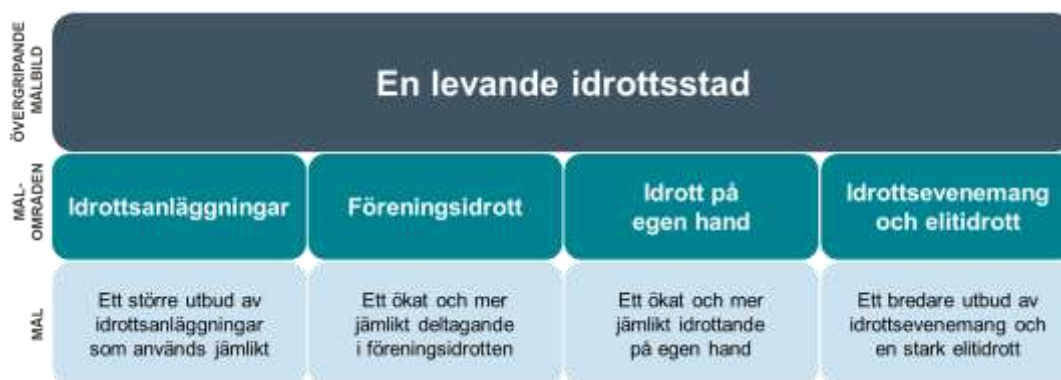 ÖVERGRIPANDE
MÅLBILD
En levande idrottsstad
MÅL-
OMRÅDEN
Idrottsanläggningar
Föreningsidrott
Idrott på
egen hand
Idrottsevenemang
och elitidrott
MÅL
Ett större utbud av
idrottsanläggningar
som används jämlikt
Ett ökat och mer
jämlikt deltagande
i föreningsidrotten
Ett ökat och mer
jämlikt idrottande
på egen hand
Ett bredare utbud av
idrottsevenemang och
en stark elitidrott